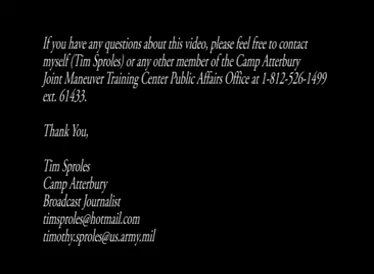 If you have any questions about this video, please feel free to contact
myself (Tim Sproles) or any other member of the Camp Atterbury
Joint Maneuver Training Center Public Affairs Office at 1-812-526-1499
ext. 61433.
Thank You,
Tim Sproles
Camp Atterbury
Broadcast Journalist
timsproles@hotmail.com
timothy.sproles@us.army.mil